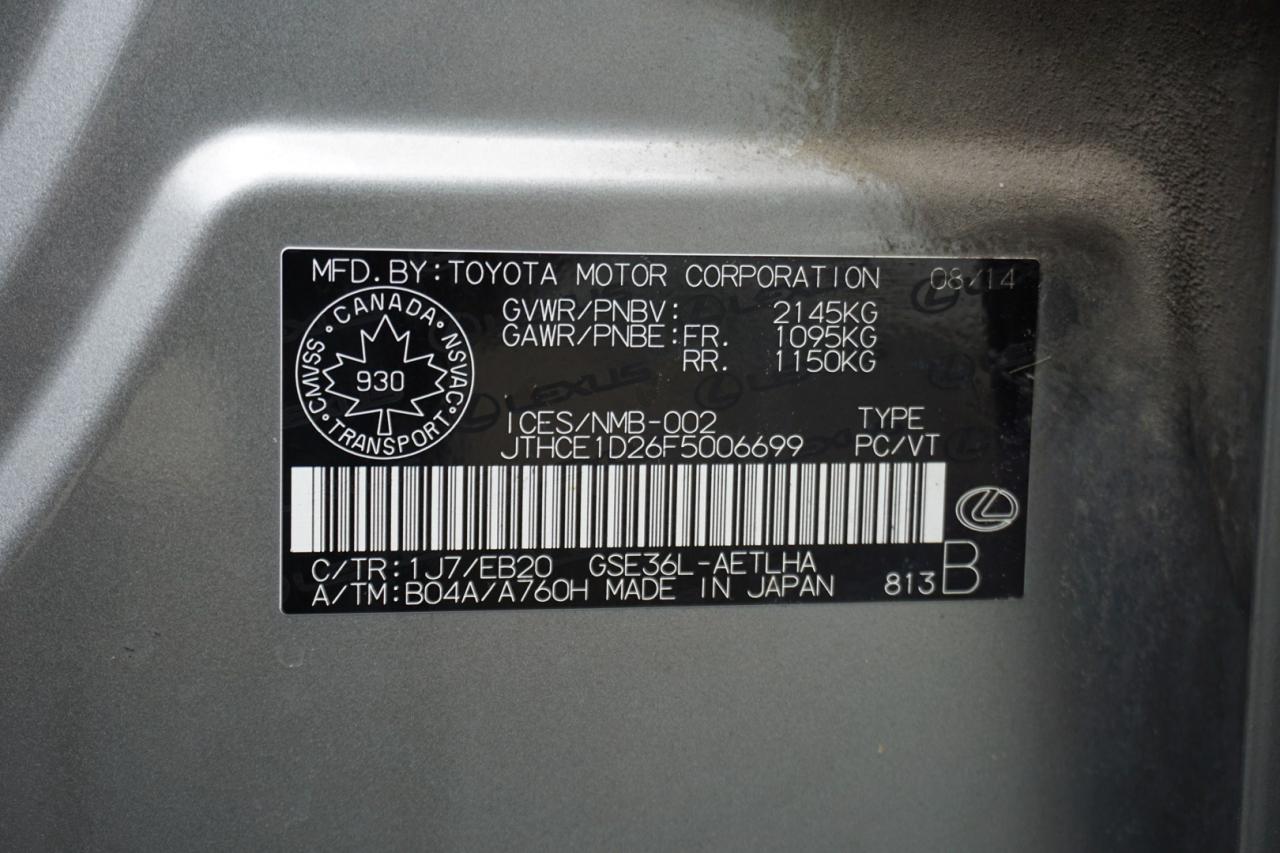 MFD. BY: TOYOTA MOTOR CORPORATION 08/14
CANADA
CMVSS · NSVAC
930
TRANSPORT
GVWR/PNBV: 2145KG
GAWR/PNBE: FR. 1095KG
RR. 1150KG
LEXUS
ICES/NMB-002 TYPE
JTHCE1D26F5006699 PC/VT
C/TR: 1J7/EB20 GSE36L-AETLHA
A/TM: B04A/A760H MADE IN JAPAN 813 B